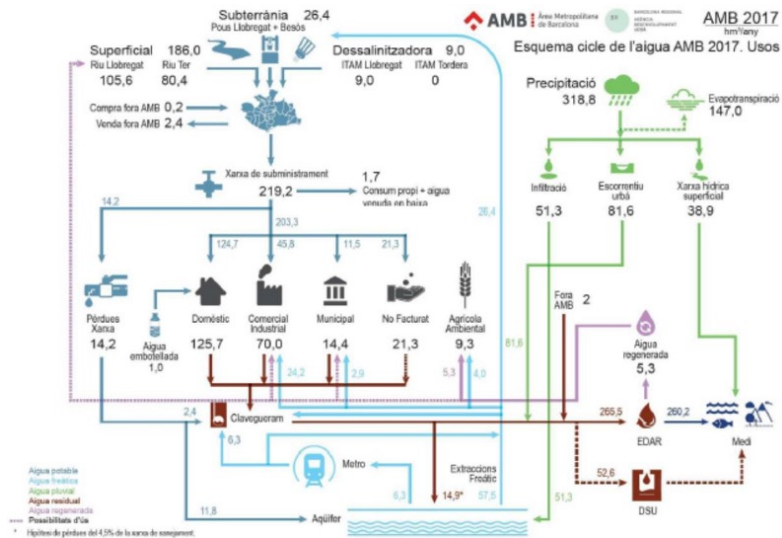 Subterrània 26,4
Pous Llobregat + Besós
AMB Àrea Metropolitana de Barcelona
BARCELONA REGIONAL
AMB 2017
hm³/any
Esquema cicle de l'aigua AMB 2017. Usos
Superficial 186,0
Riu Llobregat Riu Ter
105,6 80,4
Dessalinitzadora 9,0
ITAM Llobregat ITAM Tordera
9,0 0
Compra fora AMB 0,2
Venda fora AMB 2,4
Precipitació
318,8
Evapotranspiració
147,0
Xarxa de subministrament
219,2
1,7
Consum propi + aigua
venuda en baixa
Infiltració
51,3
Escorrentiu
urbà
81,6
Xarxa hídrica
superficial
38,9
14,2
203,3
26,4
124,7
45,8
11,5
21,3
Pèrdues
Xarxa
14,2
Aigua
embotellada
1,0
Domèstic
125,7
Comercial
Industrial
70,0
Municipal
14,4
No Facturat
21,3
Agrícola
Ambiental
9,3
Fora
AMB 2
81,6
Aigua
regenerada
5,3
24,2
2,9
5,3
4,0
2,4
Clavegueram
265,5
EDAR
260,2
Medi
6,3
Metro
Extraccions
Freàtic
52,6
DSU
6,3
14,9*
57,5
51,3
11,8
Aqüífer
Aigua potable
Aigua freàtica
Aigua pluvial
Aigua residual
Aigua regenerada
Possibilitats d'ús
* Hipòtesi de pèrdues del 4,5% de la xarxa de sanejament.